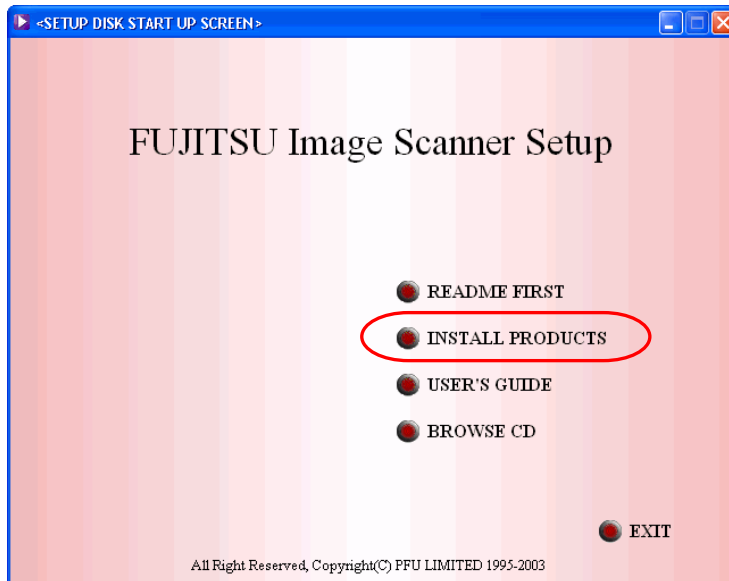 <SETUP DISK START UP SCREEN>
FUJITSU Image Scanner Setup
README FIRST
INSTALL PRODUCTS
USER'S GUIDE
BROWSE CD
EXIT
All Right Reserved, Copyright(C) PFU LIMITED 1995-2003